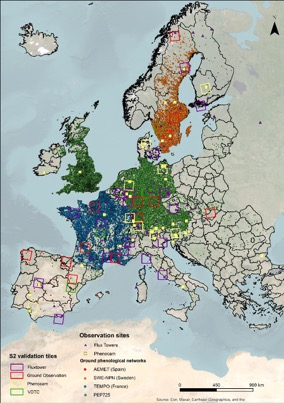 N
Observation sites
Flux Towers
Phenocam
Ground phenological networks
AEMET (Spain)
SWE-NPN (Sweden)
TEMPO (France)
PEP725
S2 validation tiles
Fluxtower
Ground Observation
Phenocam
VDTO
0 450 900 km
Source: Esri, Maxar, Earthstar Geographics, and the